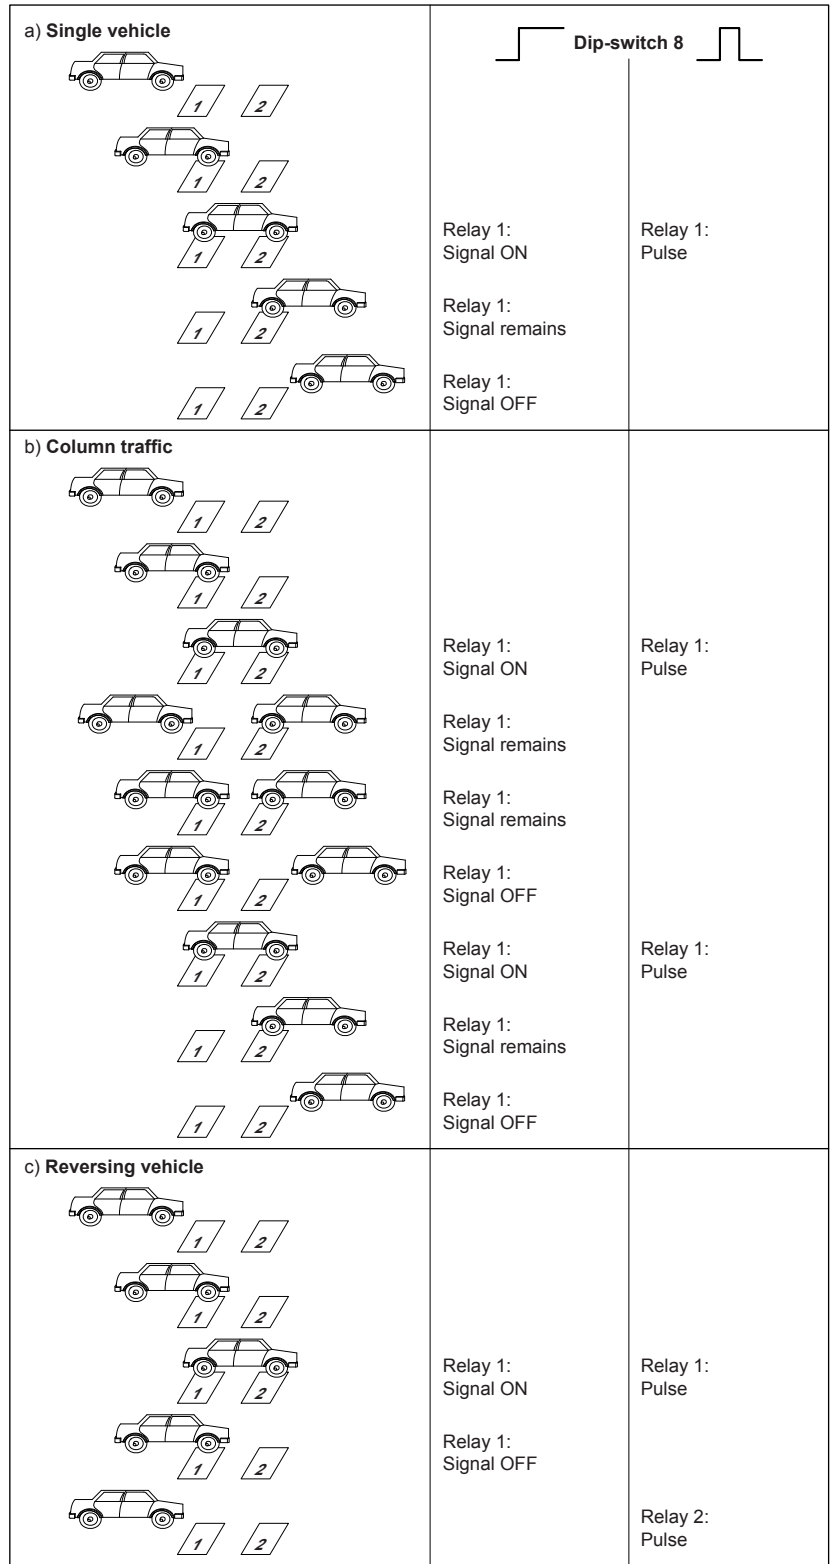 a) Single vehicle
Dip-switch 8
1 2
1 2
1 2
Relay 1:
Signal ON
Relay 1:
Pulse
1 2
Relay 1:
Signal remains
1 2
Relay 1:
Signal OFF
b) Column traffic
1 2
1 2
1 2
Relay 1:
Signal ON
Relay 1:
Pulse
1 2
Relay 1:
Signal remains
1 2
Relay 1:
Signal remains
1 2
Relay 1:
Signal OFF
1 2
Relay 1:
Signal ON
Relay 1:
Pulse
1 2
Relay 1:
Signal remains
1 2
Relay 1:
Signal OFF
c) Reversing vehicle
1 2
1 2
1 2
Relay 1:
Signal ON
Relay 1:
Pulse
1 2
Relay 1:
Signal OFF
1 2
Relay 2:
Pulse